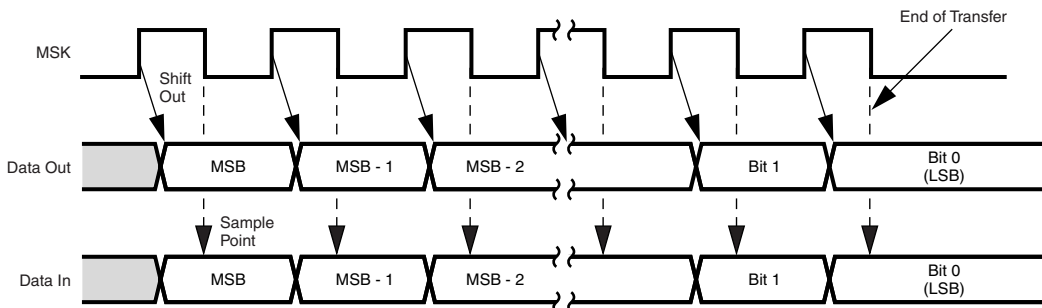 End of Transfer
MSK
Shift
Out
Data Out
MSB
MSB - 1
MSB - 2
Bit 1
Bit 0
(LSB)
Sample
Point
Data In
MSB
MSB - 1
MSB - 2
Bit 1
Bit 0
(LSB)